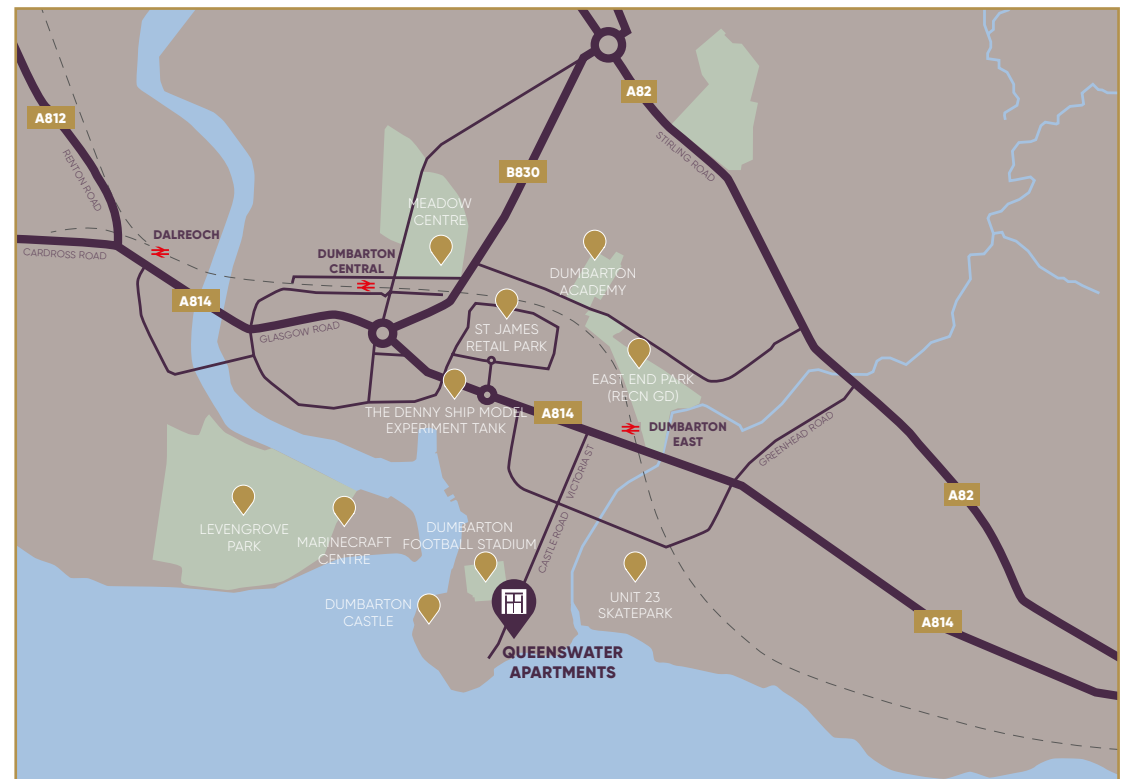 A82
A812
STIRLING ROAD
RENTON ROAD
B830
MEADOW
CENTRE
DALREOCH
CARDROSS ROAD
DUMBARTON
CENTRAL
DUMBARTON
ACADEMY
A814
GLASGOW ROAD
ST JAMES
RETAIL PARK
EAST END PARK
(RECN GD)
THE DENNY SHIP MODEL
EXPERIMENT TANK
A814
DUMBARTON
EAST
GREENHEAD ROAD
VICTORIA ST
A82
LEVENGROVE
PARK
MARINECRAFT
CENTRE
DUMBARTON
FOOTBALL STADIUM
CASTLE ROAD
DUMBARTON
CASTLE
UNIT 23
SKATEPARK
A814
QUEENSWATER
APARTMENTS